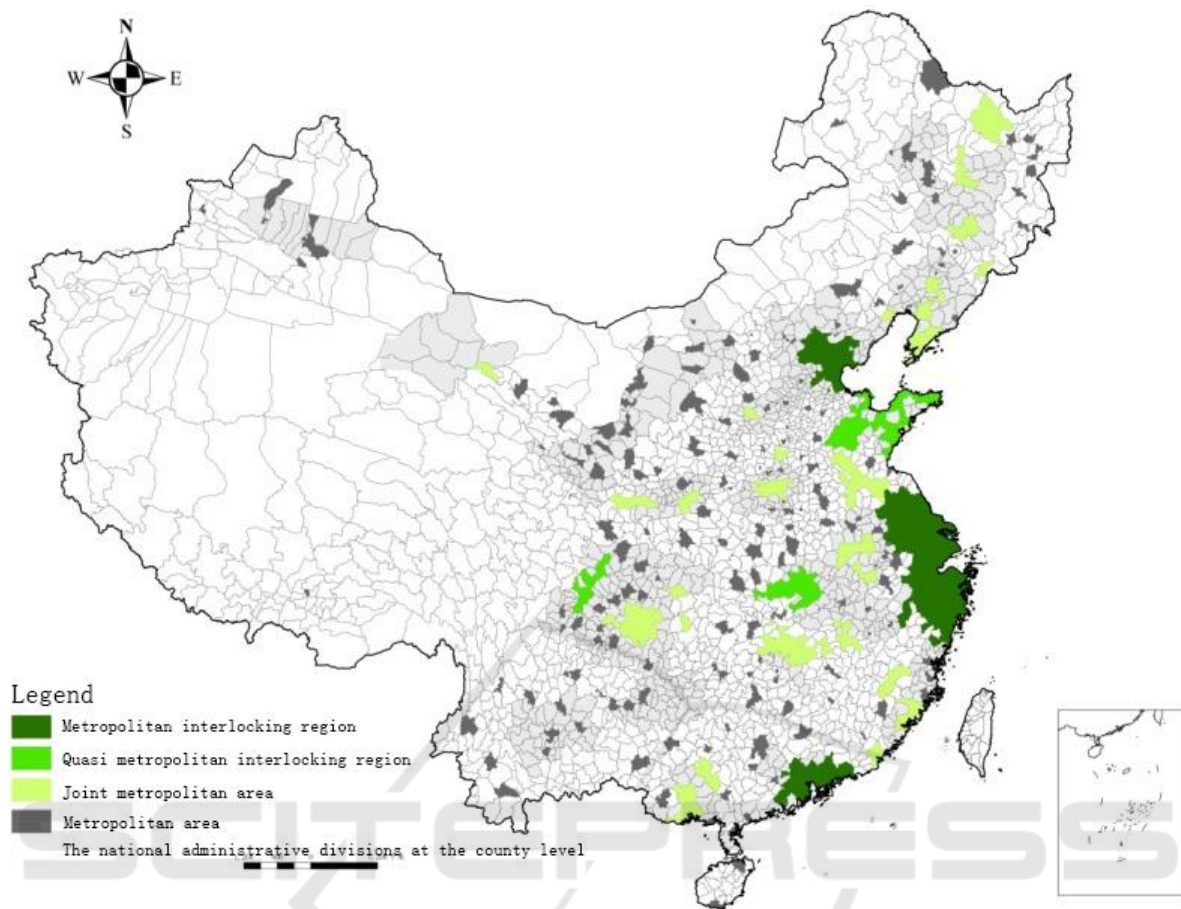 N
W E
S
Legend
Metropolitan interlocking region
Quasi metropolitan interlocking region
Joint metropolitan area
Metropolitan area
The national administrative divisions at the county level
SCITEPRESS